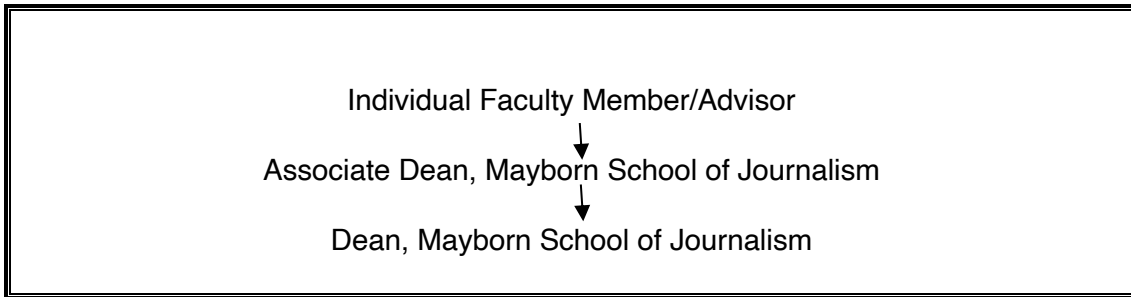 Individual Faculty Member/Advisor
Associate Dean, Mayborn School of Journalism
Dean, Mayborn School of Journalism